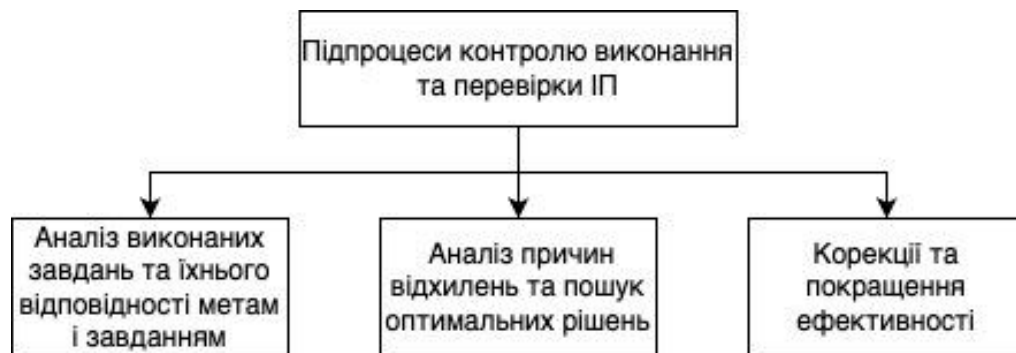 Підпроцеси контролю виконання
та перевірки ІП
Аналіз виконаних
завдань та їхнього
відповідності метам
і завданням
Аналіз причин
відхилень та пошук
оптимальних рішень
Корекції та
покращення
ефективності